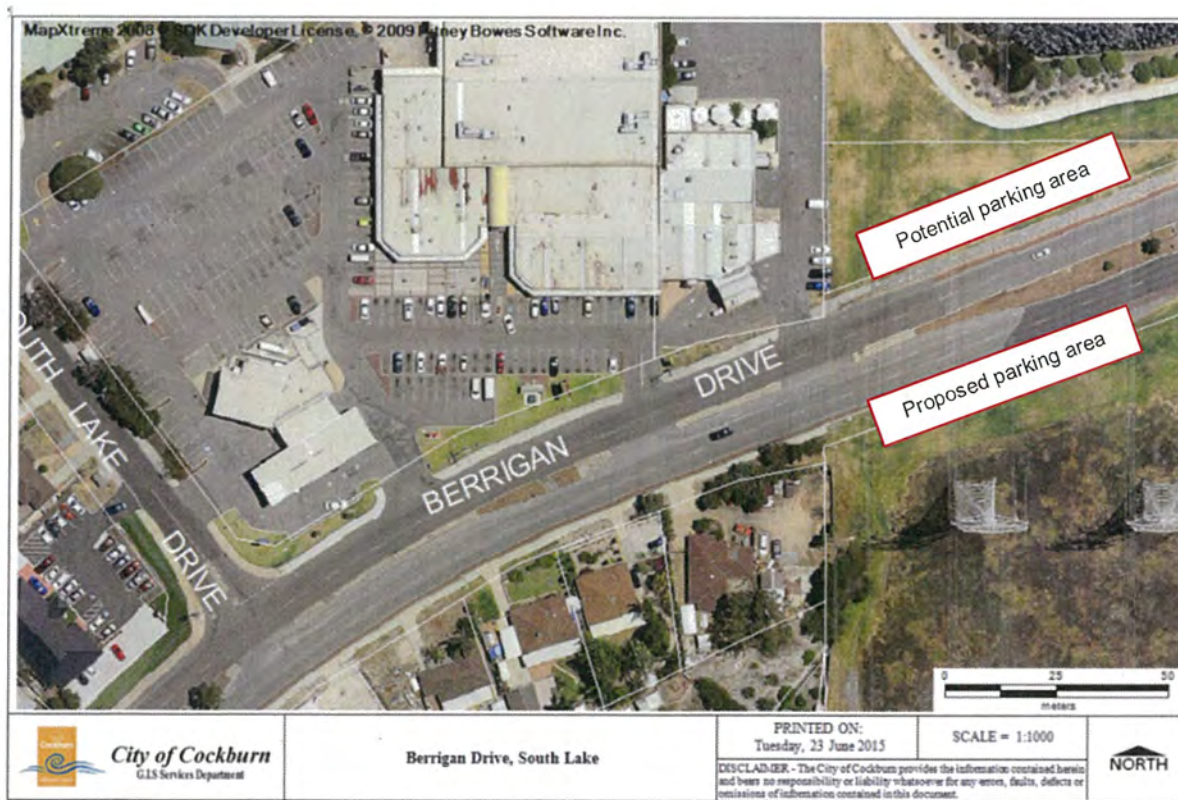 MapXtreme 2008 © SDK Developer License. © 2009 Pitney Bowes Software Inc.
Potential parking area
Proposed parking area
BERRIGAN DRIVE
SOUTH LAKE DRIVE
0 25 50
meters
City of Cockburn
G.I.S Services Department
Berrigan Drive, South Lake
PRINTED ON:
Tuesday, 23 June 2015
SCALE = 1:1000
DISCLAIMER - The City of Cockburn provides the information contained herein
and bears no responsibility or liability whatsoever for any errors, faults, defects or
omissions of information contained in this document.
NORTH